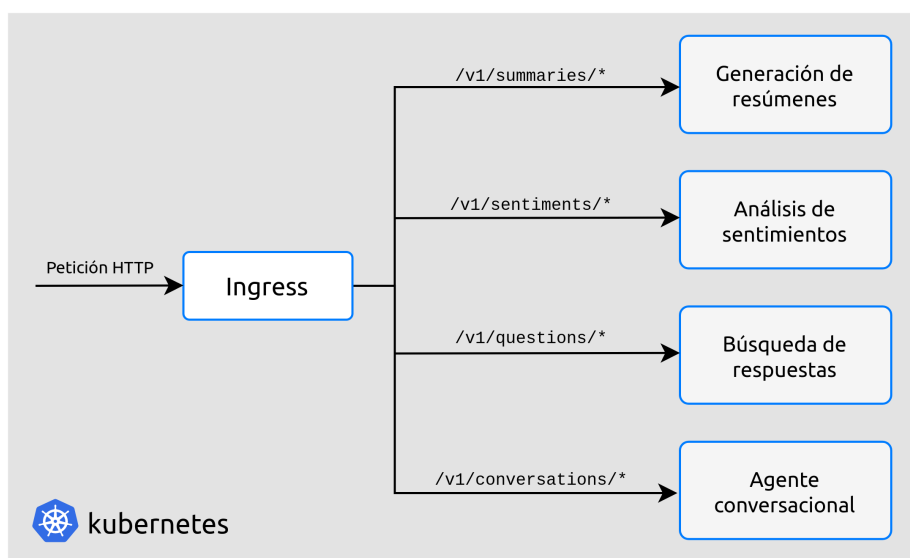 /v1/summaries/*
Generación de
resúmenes
/v1/sentiments/*
Análisis de
sentimientos
Petición HTTP
Ingress
/v1/questions/*
Búsqueda de
respuestas
/v1/conversations/*
Agente
conversacional
kubernetes